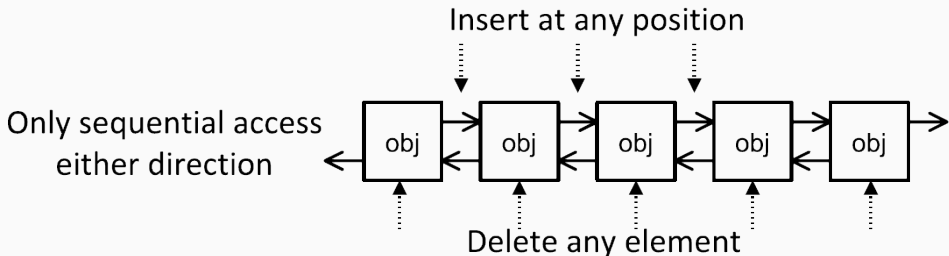 Insert at any position
Only sequential access
either direction
obj obj obj obj obj
Delete any element